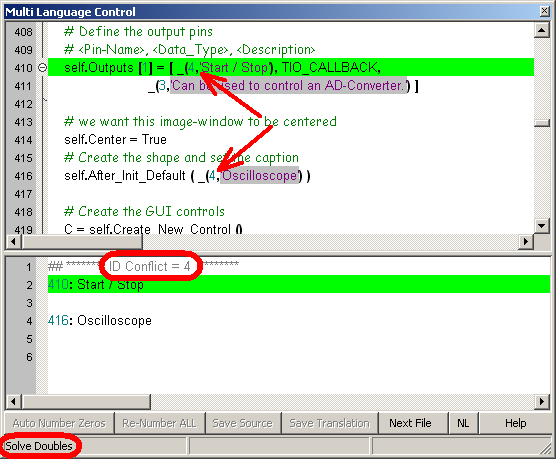 Multi Language Control
408 # Define the output pins
409 # <Pin-Name>, <Data_Type>, <Description>
410 self.Outputs [1] = [ _(4,'Start / Stop'), TIO_CALLBACK,
411 _(3,'Can be used to control an AD-Converter.') ]
412
413 # we want this image-window to be centered
414 self.Center = True
415 # Create the shape and set the caption
416 self.After_Init_Default ( _(4,'Oscilloscope') )
417
418 # Create the GUI controls
419 C = self.Create_New_Control ()
1 ## ******* ID Conflict = 4 ********
2 410: Start / Stop
3
4 416: Oscilloscope
5
6
Auto Number Zeros Re-Number ALL Save Source Save Translation Next File NL Help
Solve Doubles